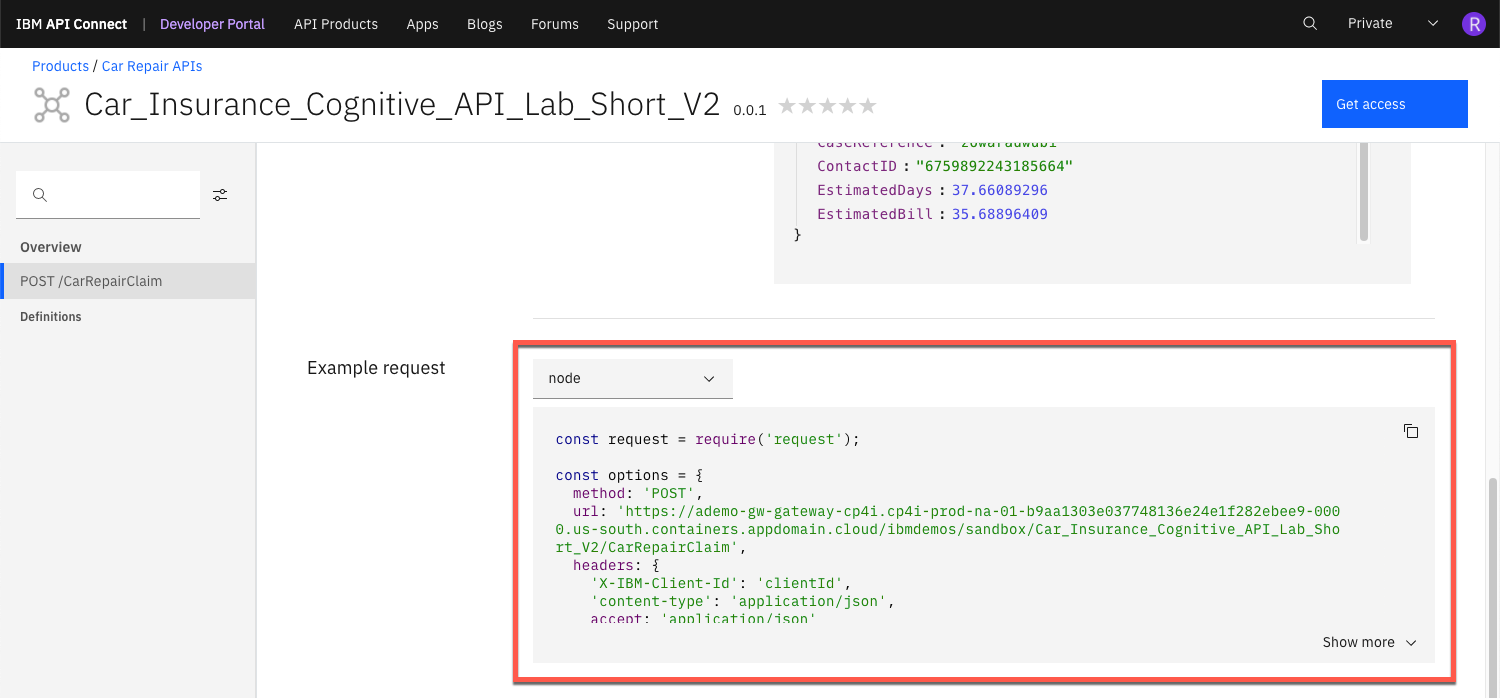 IBM API Connect | Developer Portal API Products Apps Blogs Forums Support Private R
Products / Car Repair APIs
Car_Insurance_Cognitive_API_Lab_Short_V2 0.0.1
Get access
ContactID : "6759892243185664"
EstimatedDays : 37.66089296
EstimatedBill : 35.68896409
}
Overview
POST /CarRepairClaim
Definitions
Example request
node
const request = require('request');
const options = {
method: 'POST',
url: 'https://ademo-gw-gateway-cp4i.cp4i-prod-na-01-b9aa1303e037748136e24e1f282ebee9-000
0.us-south.containers.appdomain.cloud/ibmdemos/sandbox/Car_Insurance_Cognitive_API_Lab_Sho
rt_V2/CarRepairClaim',
headers: {
'X-IBM-Client-Id': 'clientId',
'content-type': 'application/json',
accept: 'application/json'
Show more